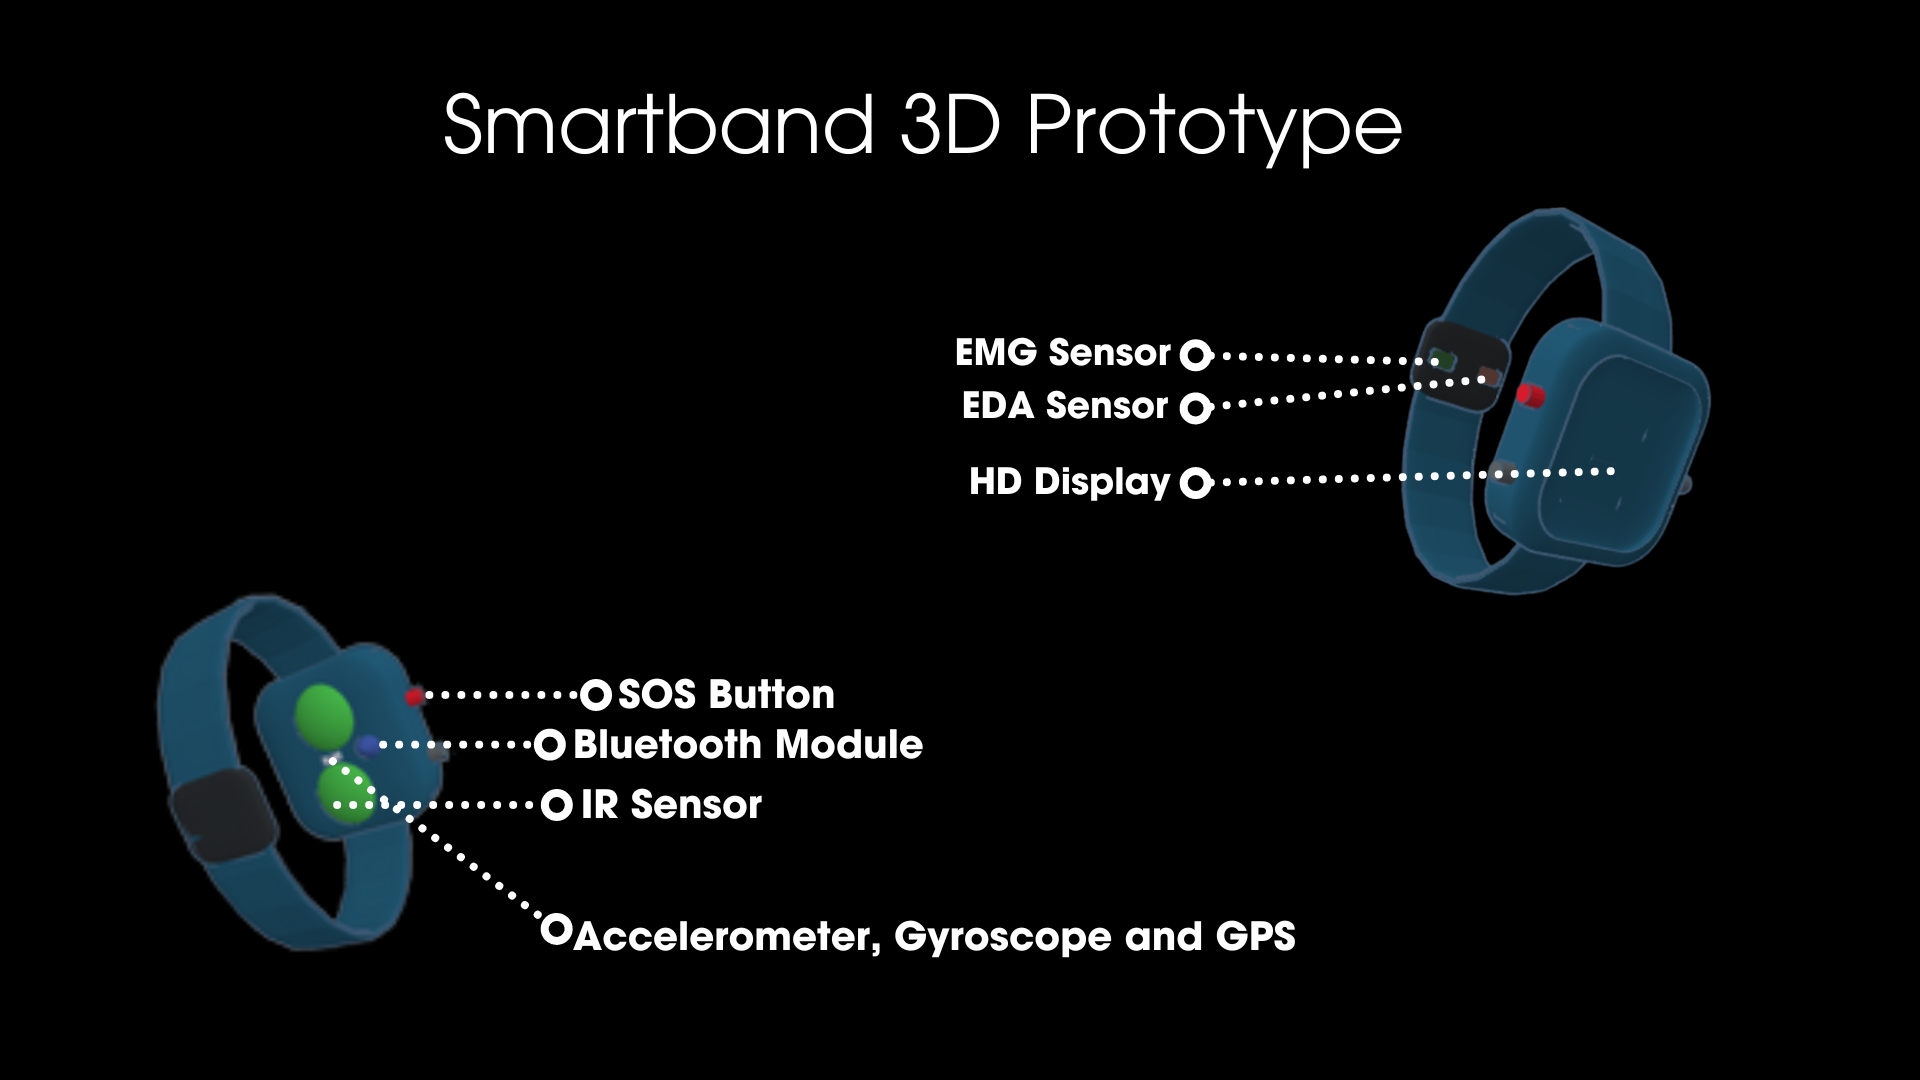 Smartband 3D Prototype
EMG Sensor
EDA Sensor
HD Display
SOS Button
Bluetooth Module
IR Sensor
Accelerometer, Gyroscope and GPS